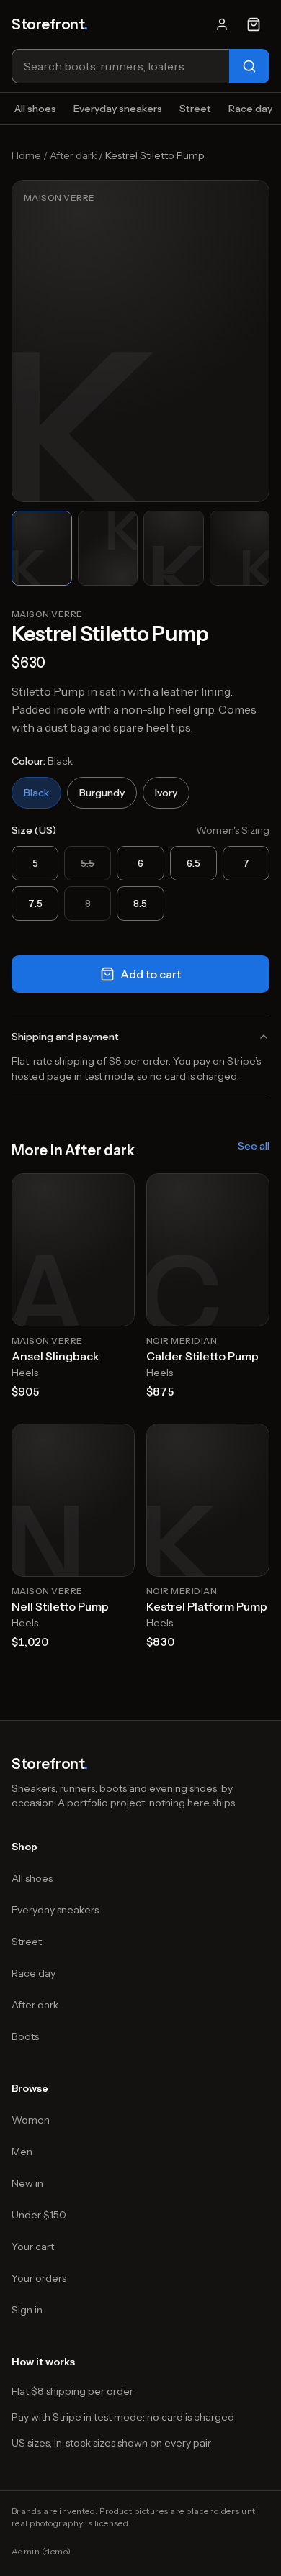 Storefront.
Search boots, runners, loafers
All shoes Everyday sneakers Street Race day
Home / After dark / Kestrel Stiletto Pump
MAISON VERRE
K
K K K K
MAISON VERRE
Kestrel Stiletto Pump
$630
Stiletto Pump in satin with a leather lining.
Padded insole with a non-slip heel grip. Comes
with a dust bag and spare heel tips.
Colour: Black
Black Burgundy Ivory
Size (US) Women's Sizing
5 5.5 6 6.5 7
7.5 8 8.5
Add to cart
Shipping and payment
Flat-rate shipping of $8 per order. You pay on Stripe's
hosted page in test mode, so no card is charged.
More in After dark See all
A C
MAISON VERRE
Ansel Slingback
Heels
$905
NOIR MERIDIAN
Calder Stiletto Pump
Heels
$875
N K
MAISON VERRE
Nell Stiletto Pump
Heels
$1,020
NOIR MERIDIAN
Kestrel Platform Pump
Heels
$830
Storefront.
Sneakers, runners, boots and evening shoes, by
occasion. A portfolio project: nothing here ships.
Shop
All shoes
Everyday sneakers
Street
Race day
After dark
Boots
Browse
Women
Men
New in
Under $150
Your cart
Your orders
Sign in
How it works
Flat $8 shipping per order
Pay with Stripe in test mode: no card is charged
US sizes, in-stock sizes shown on every pair
Brands are invented. Product pictures are placeholders until
real photography is licensed.
Admin (demo)